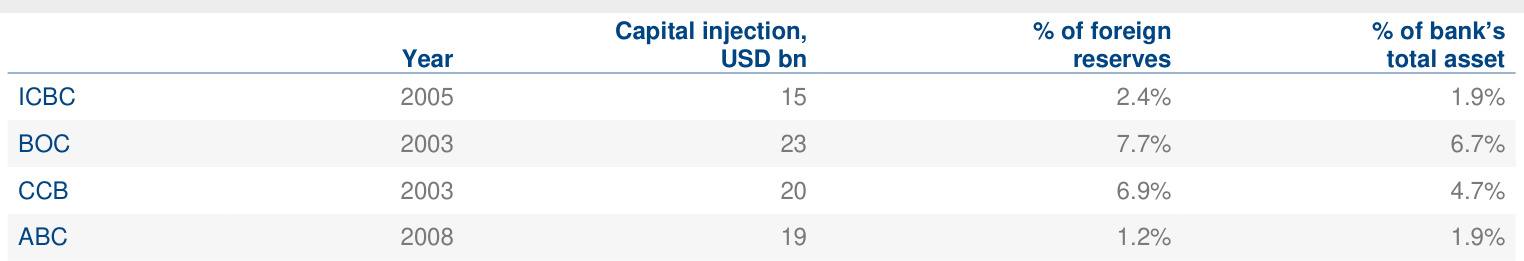 Year Capital injection, USD bn % of foreign reserves % of bank's total asset
ICBC 2005 15 2.4% 1.9%
BOC 2003 23 7.7% 6.7%
CCB 2003 20 6.9% 4.7%
ABC 2008 19 1.2% 1.9%